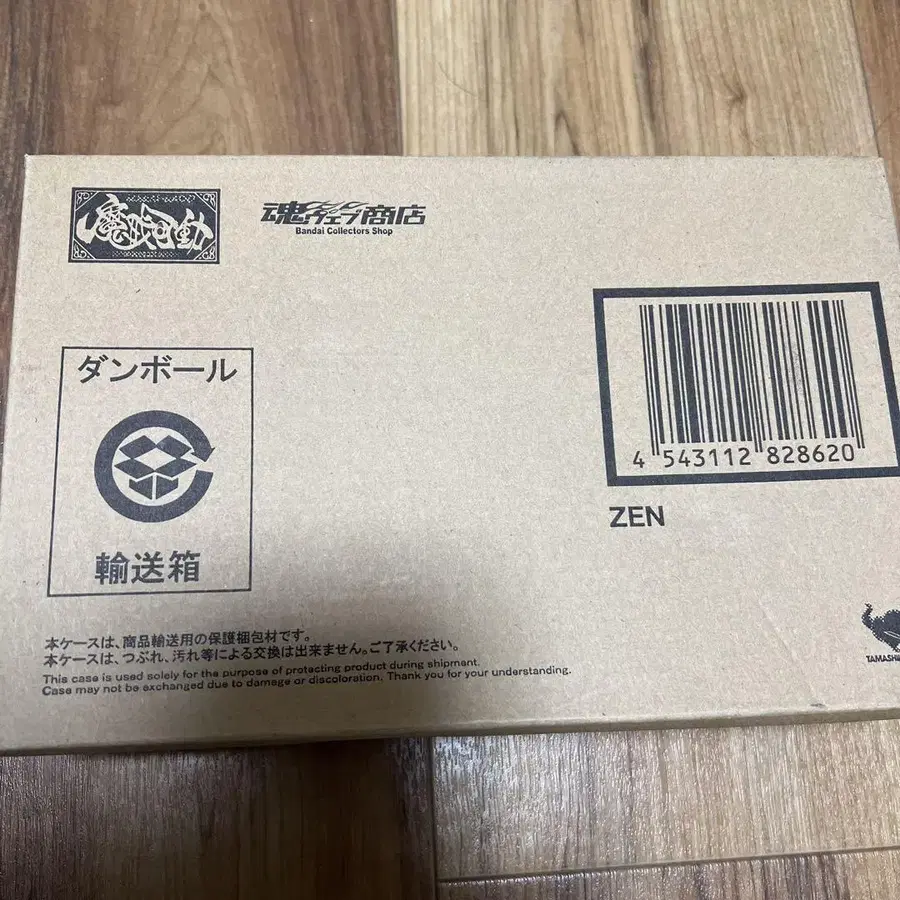 魔戒可動
魂ウェブ商店
Bandai Collectors Shop
ダンボール
輸送箱
4 543112 828620
ZEN
本ケースは、商品輸送用の保護梱包材です。
本ケースは、つぶれ、汚れ等による交換は出来ません。ご了承ください。
This case is used solely for the purpose of protecting product during shipment.
Case may not be exchanged due to damage or discoloration. Thank you for your understanding.
TAMASHI